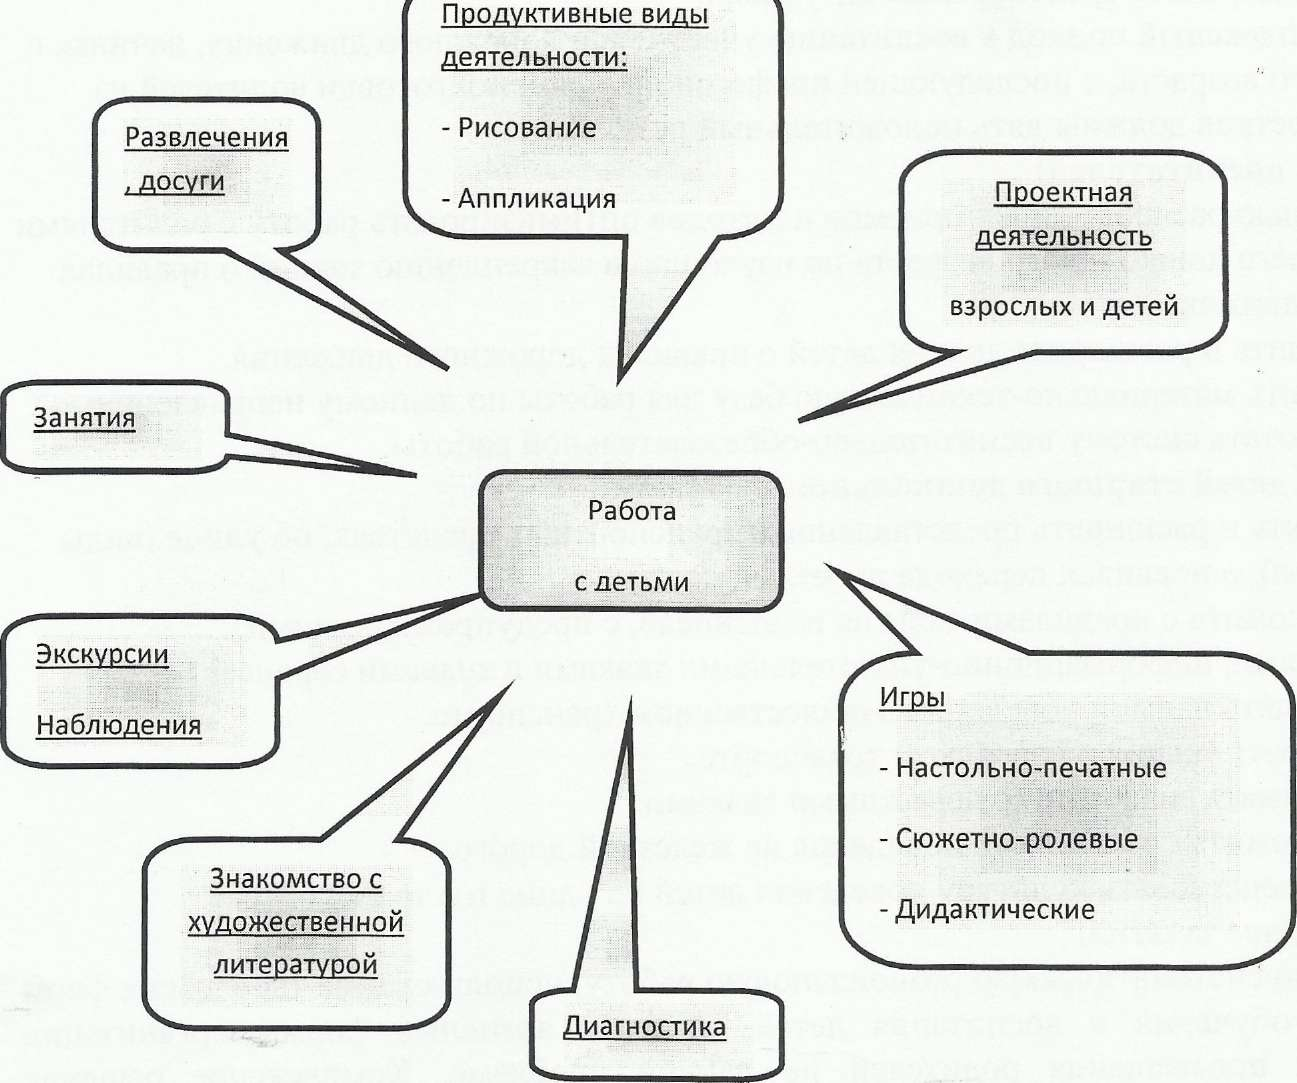 Продуктивные виды
деятельности:
- Рисование
- Аппликация
Развлечения
, досуги
Проектная
деятельность
взрослых и детей
Занятия
Работа
с детьми
Экскурсии
Наблюдения
Игры
- Настольно-печатные
- Сюжетно-ролевые
- Дидактические
Знакомство с
художественной
литературой
Диагностика